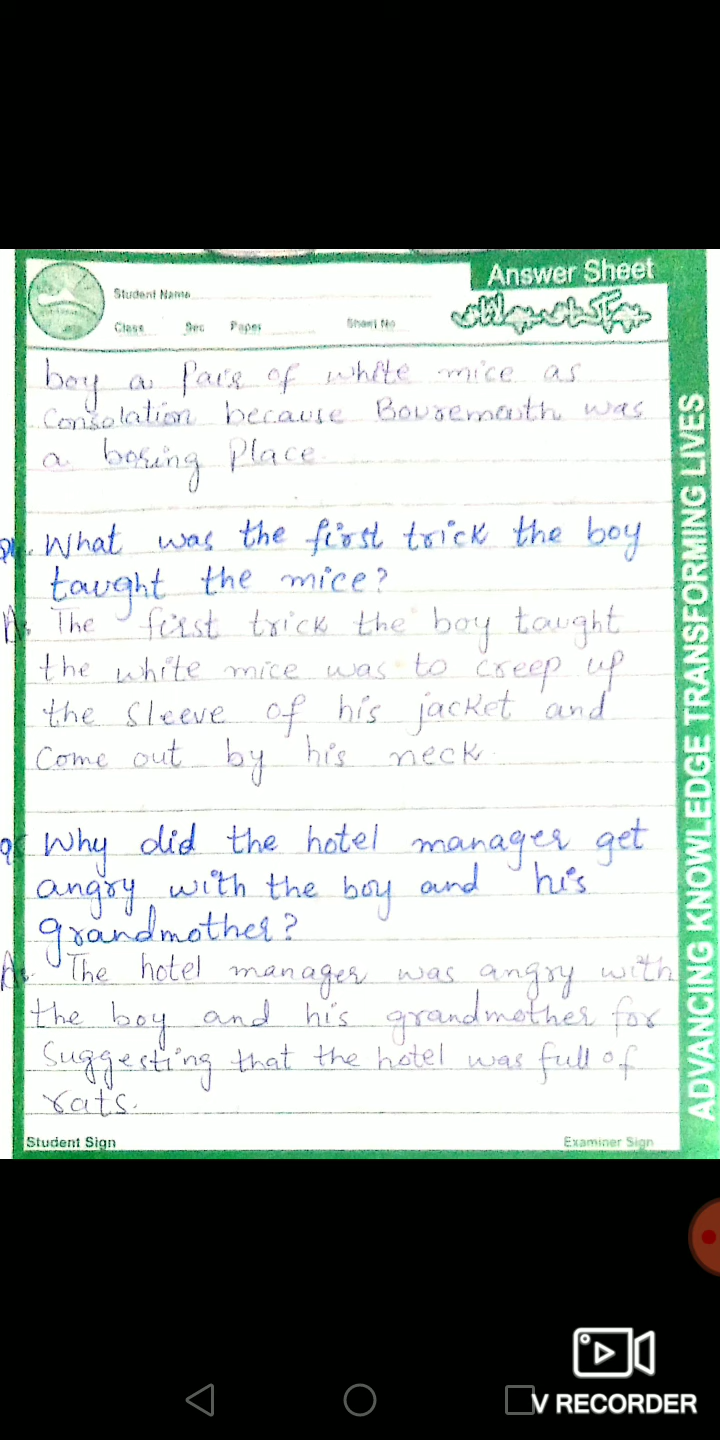 Answer Sheet
Student Name
Class Sec Paper Sheet No
boy a Pair of white mice as
Consolation because Bouremouth was
a boring Place.
What was the first trick the boy
taught the mice?
The first trick the boy taught
the white mice was to creep up
the sleeve of his jacket and
Come out by his neck.
Why did the hotel manager get
angry with the boy and his
grandmother?
The hotel manager was angry with
the boy and his grandmother for
Suggesting that the hotel was full of
rats.
Student Sign Examiner Sign
ADVANCING KNOWLEDGE TRANSFORMING LIVES
V RECORDER